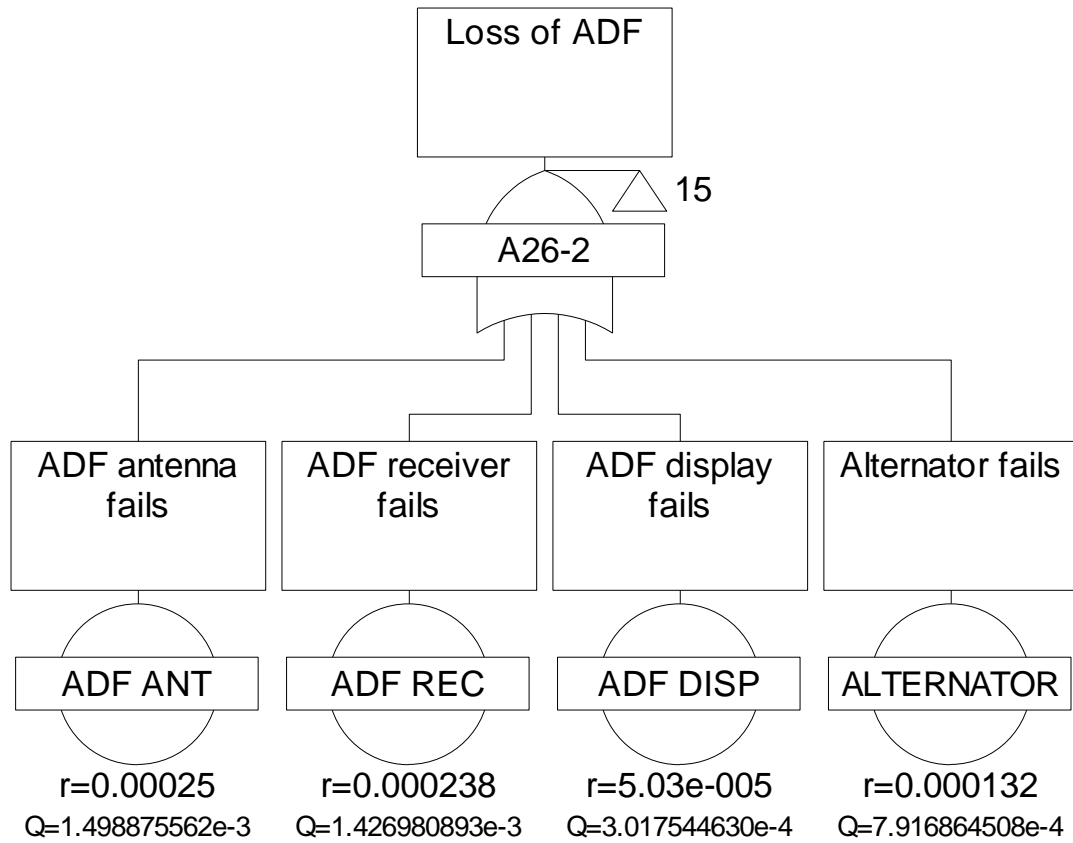 Loss of ADF
15
A26-2
ADF antenna
fails
ADF receiver
fails
ADF display
fails
Alternator fails
ADF ANT
ADF REC
ADF DISP
ALTERNATOR
r=0.00025
r=0.000238
r=5.03e-005
r=0.000132
Q=1.498875562e-3
Q=1.426980893e-3
Q=3.017544630e-4
Q=7.916864508e-4